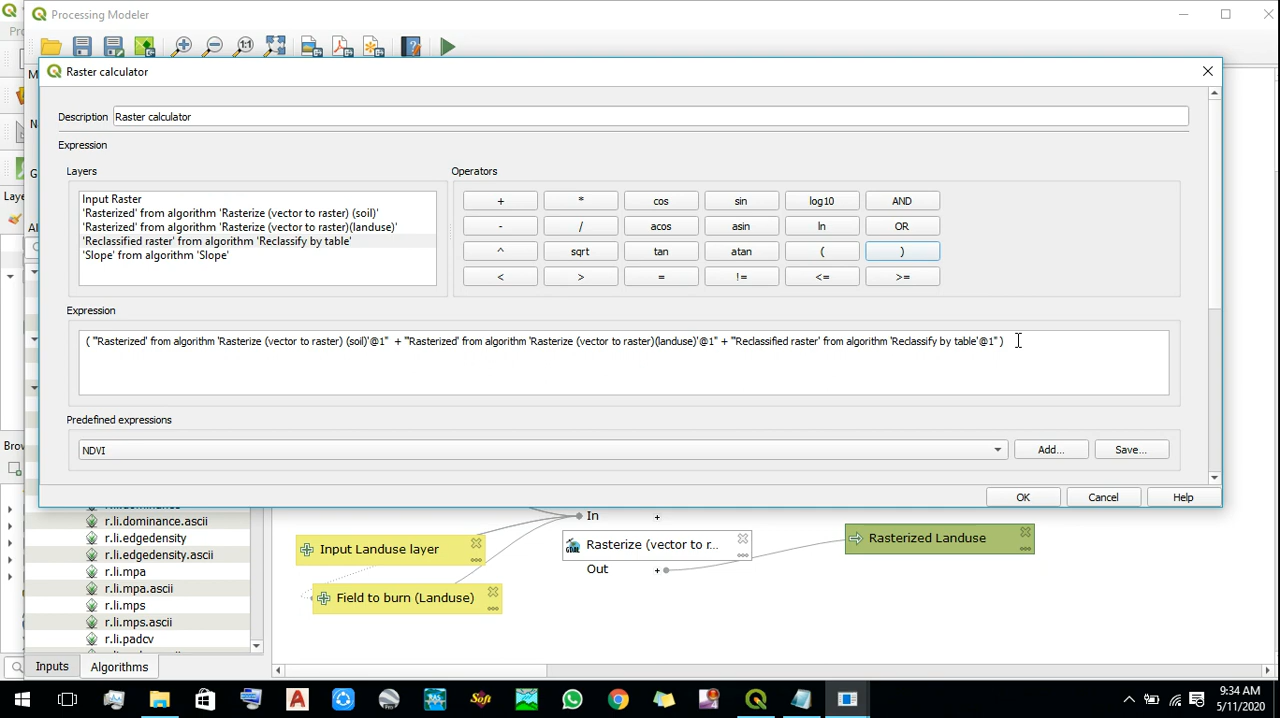 Processing Modeler
Raster calculator
Description
Raster calculator
Expression
Layers
Operators
Input Raster
'Rasterized' from algorithm 'Rasterize (vector to raster) (soil)'
'Rasterized' from algorithm 'Rasterize (vector to raster)(landuse)'
'Reclassified raster' from algorithm 'Reclassify by table'
'Slope' from algorithm 'Slope'
+ * cos sin log10 AND
- / acos asin ln OR
^ sqrt tan atan ( )
< > = != <= >=
Expression
( "'Rasterized' from algorithm 'Rasterize (vector to raster) (soil)'@1" + "'Rasterized' from algorithm 'Rasterize (vector to raster)(landuse)'@1" + "'Reclassified raster' from algorithm 'Reclassify by table'@1" )
Predefined expressions
NDVI
Add...
Save...
OK
Cancel
Help
r.li.dominance.ascii
r.li.edgedensity
r.li.edgedensity.ascii
r.li.mpa
r.li.mpa.ascii
r.li.mps
r.li.mps.ascii
r.li.padcv
In
+
Input Landuse layer
Rasterize (vector to r...
Rasterized Landuse
Out
+
Field to burn (Landuse)
Inputs
Algorithms
9:34 AM
5/11/2020